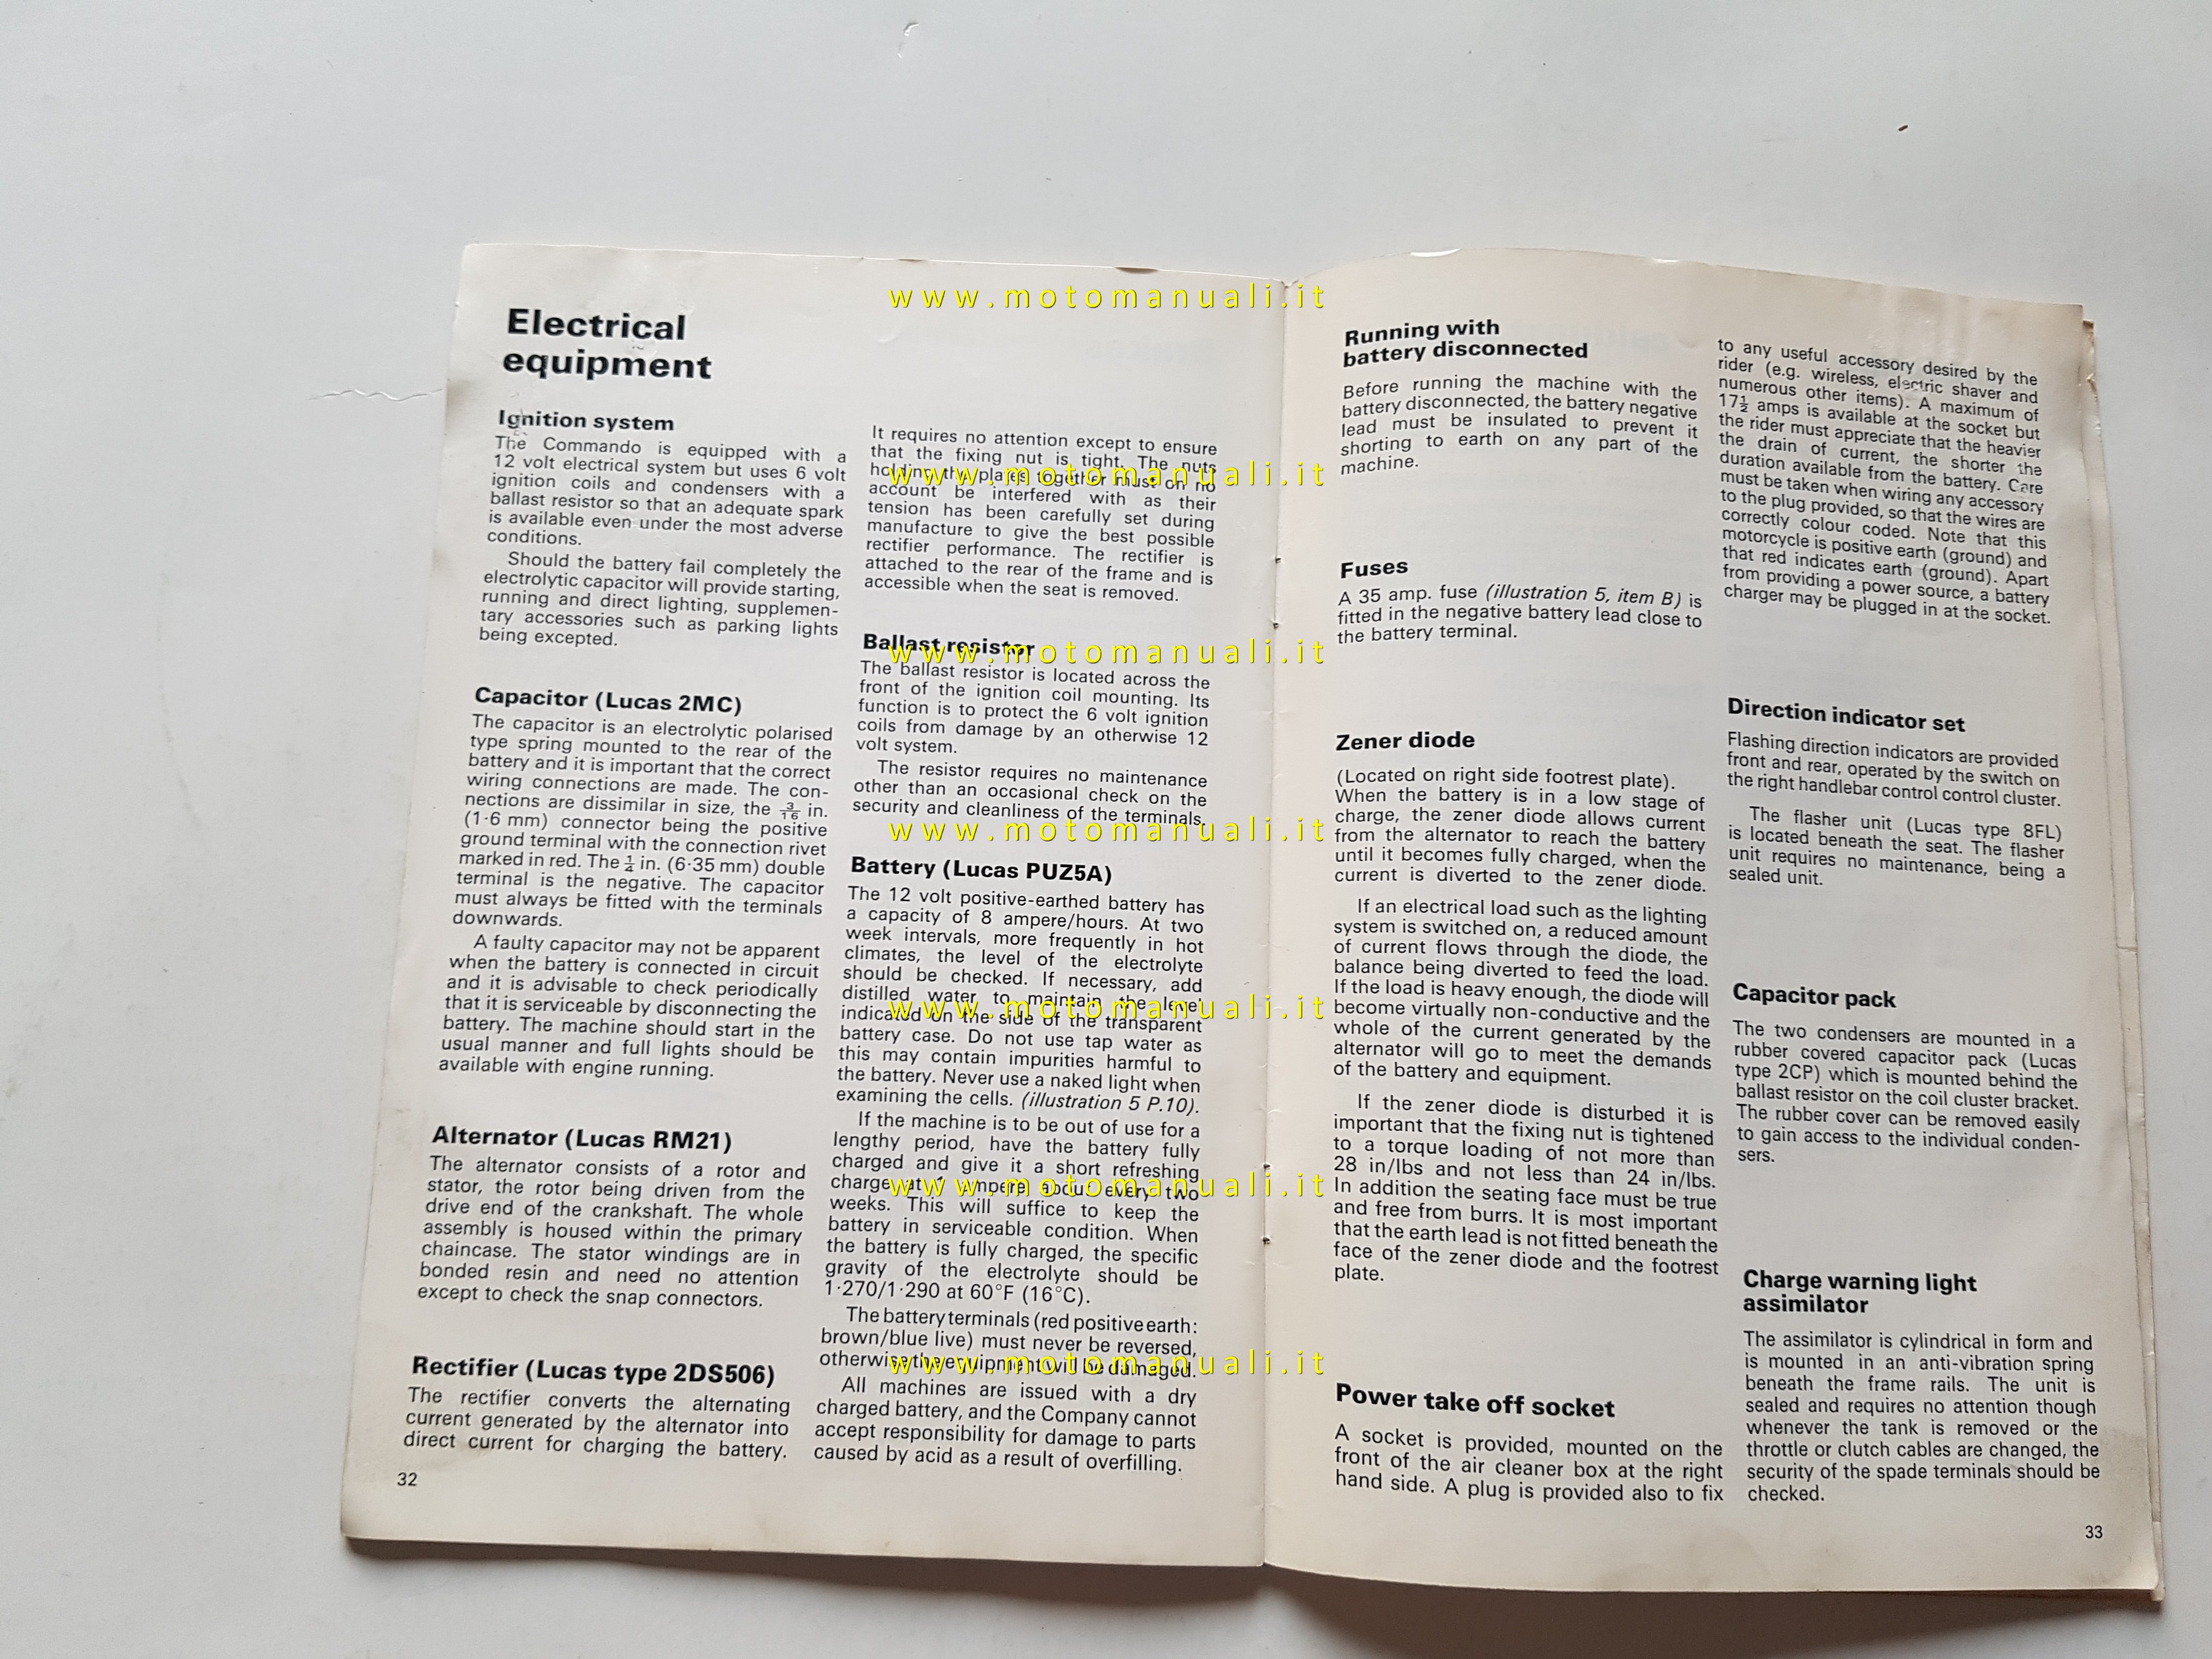 Electrical
equipment
Ignition system
The Commando is equipped with a
12 volt electrical system but uses 6 volt
ignition coils and condensers with a
ballast resistor so that an adequate spark
is available even under the most adverse
conditions.
Should the battery fail completely the
electrolytic capacitor will provide starting,
running and direct lighting, supplemen-
tary accessories such as parking lights
being excepted.
Capacitor (Lucas 2MC)
The capacitor is an electrolytic polarised
type spring mounted to the rear of the
battery and it is important that the correct
wiring connections are made. The con-
nections are dissimilar in size, the 3/16 in.
(1·6 mm) connector being the positive
ground terminal with the connection rivet
marked in red. The ¼ in. (6·35 mm) double
terminal is the negative. The capacitor
must always be fitted with the terminals
downwards.
A faulty capacitor may not be apparent
when the battery is connected in circuit
and it is advisable to check periodically
that it is serviceable by disconnecting the
battery. The machine should start in the
usual manner and full lights should be
available with engine running.
Alternator (Lucas RM21)
The alternator consists of a rotor and
stator, the rotor being driven from the
drive end of the crankshaft. The whole
assembly is housed within the primary
chaincase. The stator windings are in
bonded resin and need no attention
except to check the snap connectors.
Rectifier (Lucas type 2DS506)
The rectifier converts the alternating
current generated by the alternator into
direct current for charging the battery.
32
It requires no attention except to ensure
that the fixing nut is tight. The nuts
holding the plates together must on no
account be interfered with as their
tension has been carefully set during
manufacture to give the best possible
rectifier performance. The rectifier is
attached to the rear of the frame and is
accessible when the seat is removed.
Ballast resistor
The ballast resistor is located across the
front of the ignition coil mounting. Its
function is to protect the 6 volt ignition
coils from damage by an otherwise 12
volt system.
The resistor requires no maintenance
other than an occasional check on the
security and cleanliness of the terminals.
Battery (Lucas PUZ5A)
The 12 volt positive-earthed battery has
a capacity of 8 ampere/hours. At two
week intervals, more frequently in hot
climates, the level of the electrolyte
should be checked. If necessary, add
distilled water to maintain the level
indicated on the side of the transparent
battery case. Do not use tap water as
this may contain impurities harmful to
the battery. Never use a naked light when
examining the cells. (illustration 5 P.10).
If the machine is to be out of use for a
lengthy period, have the battery fully
charged and give it a short refreshing
charge at 1 ampere about every two
weeks. This will suffice to keep the
battery in serviceable condition. When
the battery is fully charged, the specific
gravity of the electrolyte should be
1·270/1·290 at 60°F (16°C).
The battery terminals (red positive earth:
brown/blue live) must never be reversed,
otherwise the equipment will be damaged.
All machines are issued with a dry
charged battery, and the Company cannot
accept responsibility for damage to parts
caused by acid as a result of overfilling.
Running with
battery disconnected
Before running the machine with the
battery disconnected, the battery negative
lead must be insulated to prevent it
shorting to earth on any part of the
machine.
Fuses
A 35 amp. fuse (illustration 5, item B) is
fitted in the negative battery lead close to
the battery terminal.
Zener diode
(Located on right side footrest plate).
When the battery is in a low stage of
charge, the zener diode allows current
from the alternator to reach the battery
until it becomes fully charged, when the
current is diverted to the zener diode.
If an electrical load such as the lighting
system is switched on, a reduced amount
of current flows through the diode, the
balance being diverted to feed the load.
If the load is heavy enough, the diode will
become virtually non-conductive and the
whole of the current generated by the
alternator will go to meet the demands
of the battery and equipment.
If the zener diode is disturbed it is
important that the fixing nut is tightened
to a torque loading of not more than
28 in/lbs and not less than 24 in/lbs.
In addition the seating face must be true
and free from burrs. It is most important
that the earth lead is not fitted beneath the
face of the zener diode and the footrest
plate.
Power take off socket
A socket is provided, mounted on the
front of the air cleaner box at the right
hand side. A plug is provided also to fix
to any useful accessory desired by the
rider (e.g. wireless, electric shaver and
numerous other items). A maximum of
17½ amps is available at the socket but
the rider must appreciate that the heavier
the drain of current, the shorter the
duration available from the battery. Care
must be taken when wiring any accessory
to the plug provided, so that the wires are
correctly colour coded. Note that this
motorcycle is positive earth (ground) and
that red indicates earth (ground). Apart
from providing a power source, a battery
charger may be plugged in at the socket.
Direction indicator set
Flashing direction indicators are provided
front and rear, operated by the switch on
the right handlebar control control cluster.
The flasher unit (Lucas type 8FL)
is located beneath the seat. The flasher
unit requires no maintenance, being a
sealed unit.
Capacitor pack
The two condensers are mounted in a
rubber covered capacitor pack (Lucas
type 2CP) which is mounted behind the
ballast resistor on the coil cluster bracket.
The rubber cover can be removed easily
to gain access to the individual conden-
sers.
Charge warning light
assimilator
The assimilator is cylindrical in form and
is mounted in an anti-vibration spring
beneath the frame rails. The unit is
sealed and requires no attention though
whenever the tank is removed or the
throttle or clutch cables are changed, the
security of the spade terminals should be
checked.
33
www.motomanuali.it
www.motomanuali.it
www.motomanuali.it
www.motomanuali.it
www.motomanuali.it
www.motomanuali.it
www.motomanuali.it